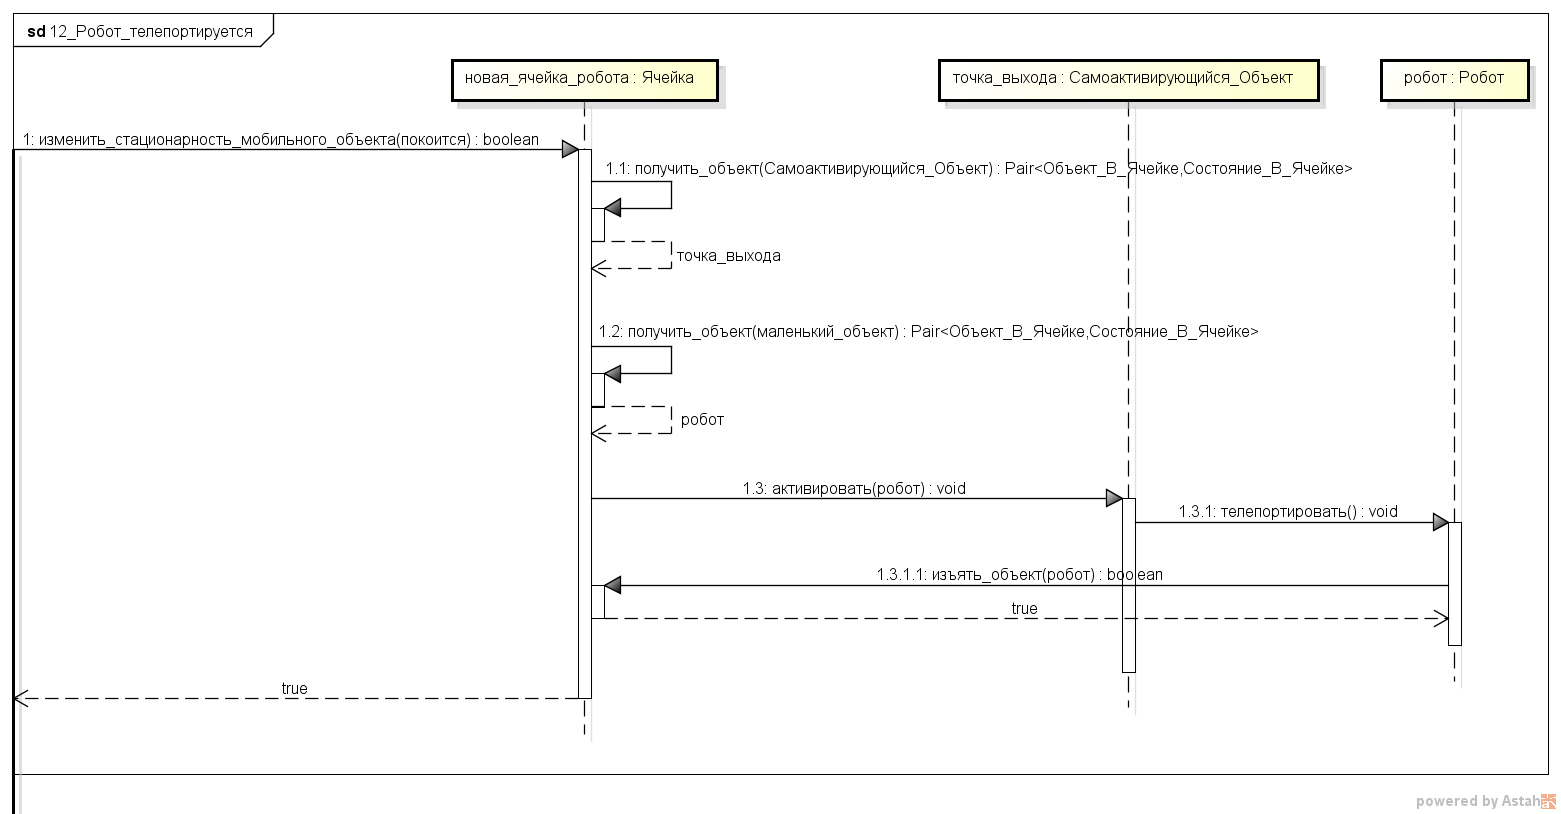 sd 12_Робот_телепортируется
новая_ячейка_робота : Ячейка
точка_выхода : Самоактивирующийся_Объект
робот : Робот
1: изменить_стационарность_мобильного_объекта(покоится) : boolean
1.1: получить_объект(Самоактивирующийся_Объект) : Pair<Объект_В_Ячейке,Состояние_В_Ячейке>
точка_выхода
1.2: получить_объект(маленький_объект) : Pair<Объект_В_Ячейке,Состояние_В_Ячейке>
робот
1.3: активировать(робот) : void
1.3.1: телепортировать() : void
1.3.1.1: изъять_объект(робот) : boolean
true
true
powered by Astah